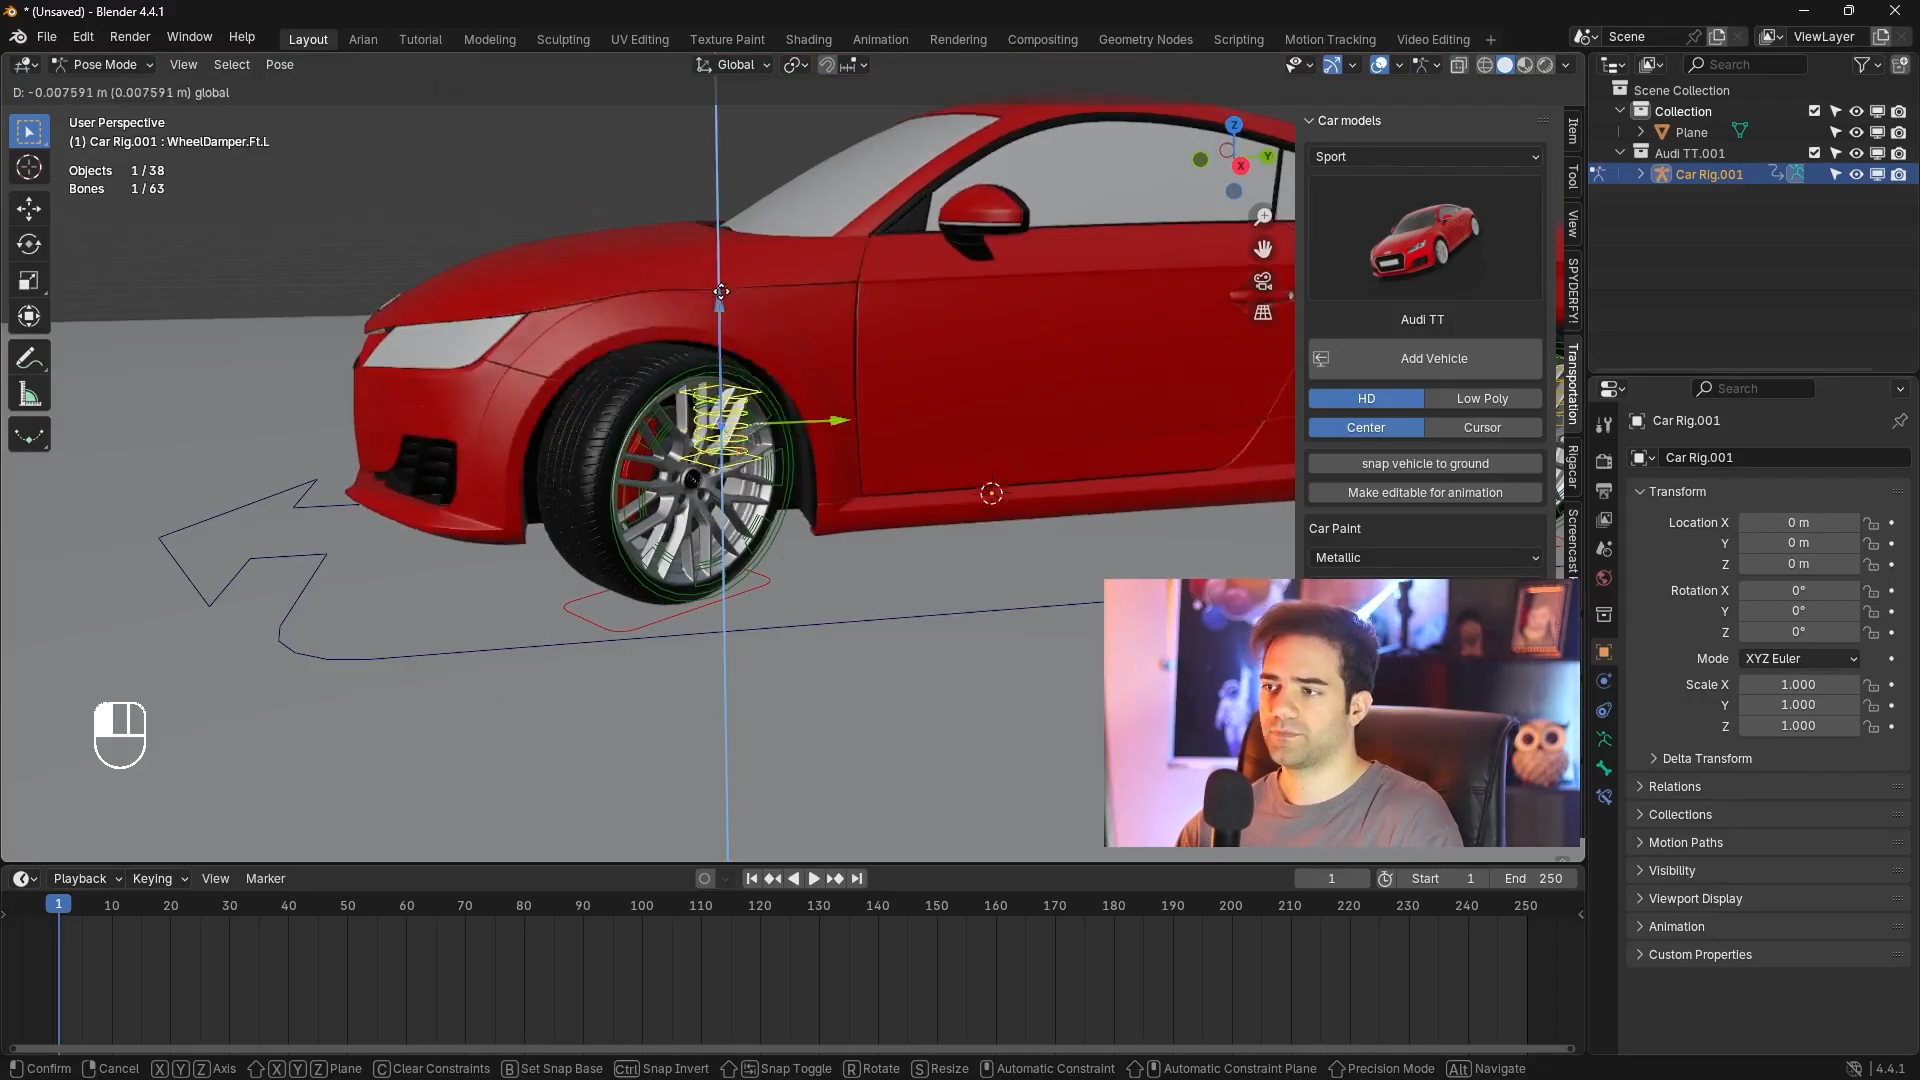 * (Unsaved) - Blender 4.4.1
File Edit Render Window Help
Layout Arian Tutorial Modeling Sculpting UV Editing Texture Paint Shading Animation Rendering Compositing Geometry Nodes Scripting Motion Tracking Video Editing +
Scene
ViewLayer
Pose Mode View Select Pose
Global
D: -0.007591 m (0.007591 m) global
User Perspective
(1) Car Rig.001 : WheelDamper.Ft.L
Objects 1/38
Bones 1/63
Z
Y
X
Car models
Sport
Audi TT
Add Vehicle
HD Low Poly
Center Cursor
snap vehicle to ground
Make editable for animation
Car Paint
Metallic
Item
Tool
View
SPYDERFY!
Transportation
Rigacar
Search
Scene Collection
Collection
Plane
Audi TT.001
Car Rig.001
Search
Car Rig.001
Car Rig.001
Transform
Location X 0 m
Y 0 m
Z 0 m
Rotation X 0°
Y 0°
Z 0°
Mode XYZ Euler
Scale X 1.000
Y 1.000
Z 1.000
Delta Transform
Relations
Collections
Motion Paths
Visibility
Viewport Display
Animation
Custom Properties
Playback Keying View Marker
1 Start 1 End 250
1 10 20 30 40 50 60 70 80 90 100 110 120 130 140 150 160 170 180 190 200 210 220 230 240 250
Confirm Cancel X Y Z Axis X Y Z Plane C Clear Constraints B Set Snap Base Ctrl Snap Invert Snap Toggle R Rotate S Resize Automatic Constraint Automatic Constraint Plane Precision Mode Alt Navigate
4.4.1